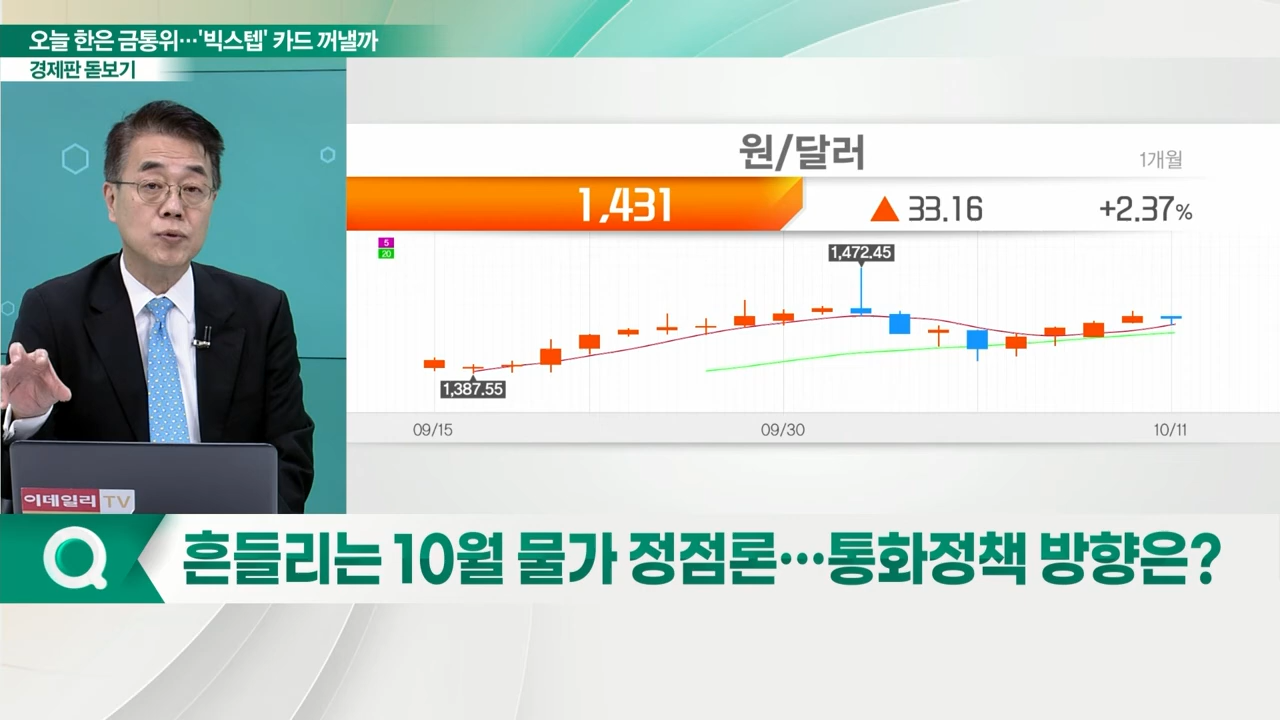 오늘 한은 금통위…'빅스텝' 카드 꺼낼까
경제판 돋보기
원/달러
1개월
1,431
▲ 33.16
+2.37%
5
20
1,472.45
1,387.55
09/15
09/30
10/11
이데일리 TV
Q 흔들리는 10월 물가 정점론…통화정책 방향은?